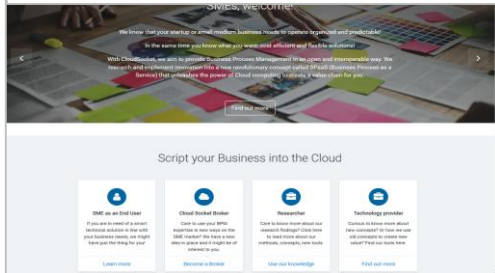 SMEs, welcome!
We know that your startup or small medium business needs to operate organized and predictable!
In the same time you know what you want: most efficient and flexible solutions!
With CloudSocket, we aim to provide Business Process Management in an open and interoperable way. We
research and implement innovation into a new revolutionary concept called BPaaS (Business Process as a
Service) that unleashes the power of Cloud computing towards a value chain for you.
Find out more
Script your Business into the Cloud
SME as an End User
If you are in need of a smart
technical solution in line with
your business needs, we might
have just the thing for you!
Learn more
Cloud Socket Broker
Care to use your BPM
expertise in new ways on the
SME market? We have a new
idea in place and it might be of
interest to you.
Become a Broker
Researcher
Care to know more about our
research findings? Click here
to read more about our
methods, concepts, new tools.
Use our knowledge
Technology provider
Curious to know more about
new concepts? Or how we use
old concepts to create new
value? Find our tools here.
Find out more